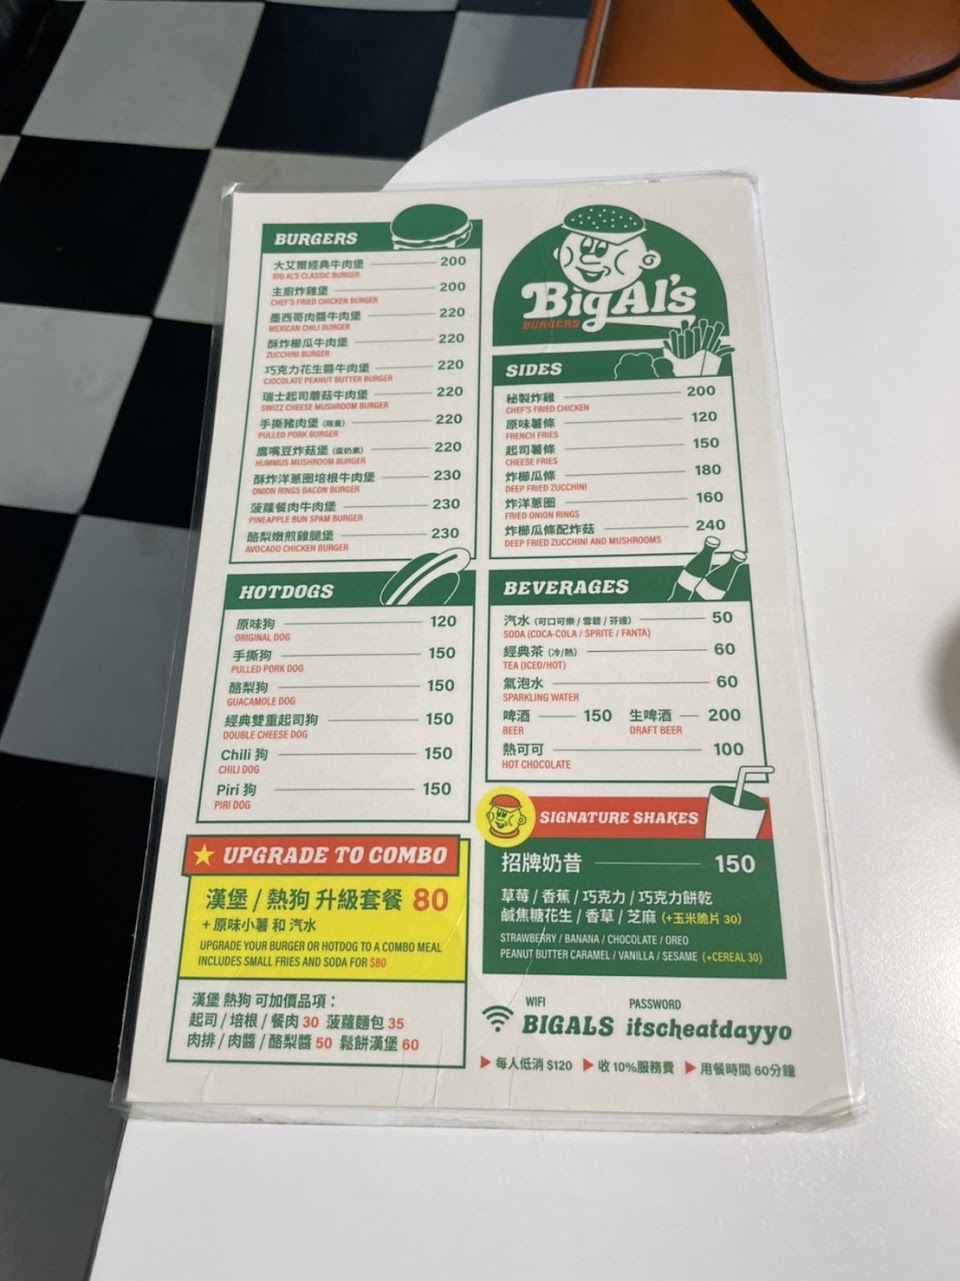 BURGERS
大艾爾經典牛肉堡 200
BIG AL'S CLASSIC BURGER
主廚炸雞堡 200
CHEF'S FRIED CHICKEN BURGER
墨西哥肉醬牛肉堡 220
MEXICAN CHILI BURGER
酥炸櫛瓜牛肉堡 220
ZUCCHINI BURGER
巧克力花生醬牛肉堡 220
CJOCOLATE PEANUT BUTTER BURGER
瑞士起司蘑菇牛肉堡 220
SWIZZ CHEESE MUSHROOM BURGER
手撕豬肉堡 (限量) 220
PULLED PORK BURGER
鷹嘴豆炸菇堡 (蛋奶素) 220
HUMMUS MUSHROOM BURGER
酥炸洋蔥圈培根牛肉堡 230
ONION RINGS BACON BURGER
菠蘿餐肉牛肉堡 230
PINEAPPLE BUN SPAM BURGER
酪梨嫩煎雞腿堡 230
AVOCADO CHICKEN BURGER
HOTDOGS
原味狗 120
ORIGINAL DOG
手撕狗 150
PULLED PORK DOG
酪梨狗 150
GUACAMOLE DOG
經典雙重起司狗 150
DOUBLE CHEESE DOG
Chili 狗 150
CHILI DOG
Piri 狗 150
PIRI DOG
★ UPGRADE TO COMBO
漢堡 / 熱狗 升級套餐 80
+ 原味小薯 和 汽水
UPGRADE YOUR BURGER OR HOTDOG TO A COMBO MEAL
INCLUDES SMALL FRIES AND SODA FOR $80
漢堡 熱狗 可加價品項：
起司 / 培根 / 餐肉 30 菠蘿麵包 35
肉排 / 肉醬 / 酪梨醬 50 鬆餅漢堡 60
Big Al's
BURGERS
SIDES
秘製炸雞 200
CHEF'S FRIED CHICKEN
原味薯條 120
FRENCH FRIES
起司薯條 150
CHEESE FRIES
炸櫛瓜條 180
DEEP FRIED ZUCCHINI
炸洋蔥圈 160
FRIED ONION RINGS
炸櫛瓜條配炸菇 240
DEEP FRIED ZUCCHINI AND MUSHROOMS
BEVERAGES
汽水 (可口可樂 / 雪碧 / 芬達) 50
SODA (COCA-COLA / SPRITE / FANTA)
經典茶 (冷/熱) 60
TEA (ICED/HOT)
氣泡水 60
SPARKLING WATER
啤酒 150 生啤酒 200
BEER DRAFT BEER
熱可可 100
HOT CHOCOLATE
SIGNATURE SHAKES
招牌奶昔 150
草莓 / 香蕉 / 巧克力 / 巧克力餅乾
鹹焦糖花生 / 香草 / 芝麻 (+玉米脆片 30)
STRAWBERRY / BANANA / CHOCOLATE / OREO
PEANUT BUTTER CARAMEL / VANILLA / SESAME (+CEREAL 30)
WIFI PASSWORD
BIGALS itscheatdayyo
▶ 每人低消 $120 ▶ 收 10%服務費 ▶ 用餐時間 60分鐘